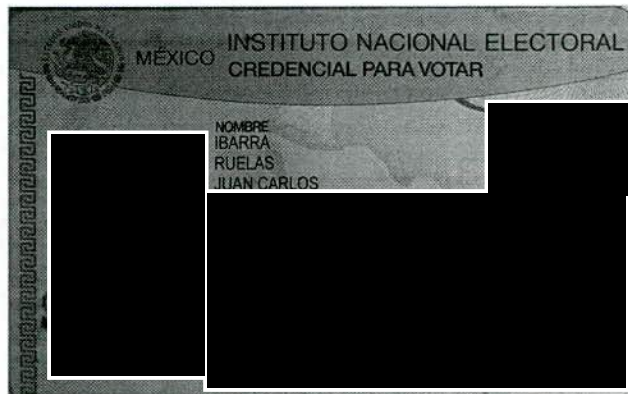 MÉXICO INSTITUTO NACIONAL ELECTORAL
CREDENCIAL PARA VOTAR
NOMBRE
IBARRA
RUELAS
JUAN CARLOS